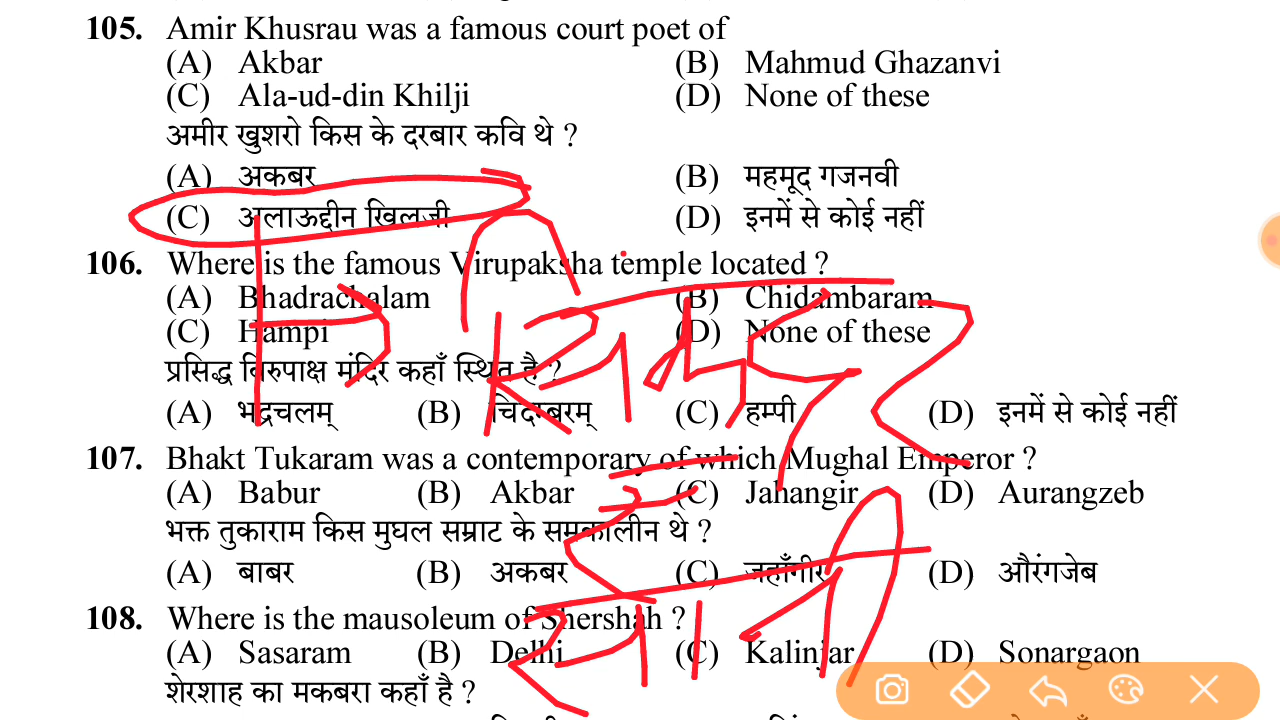 105. Amir Khusrau was a famous court poet of
(A) Akbar (B) Mahmud Ghazanvi
(C) Ala-ud-din Khilji (D) None of these
अमीर खुशरो किस के दरबार कवि थे ?
(A) अकबर (B) महमूद गजनवी
(C) अलाऊद्दीन खिलजी (D) इनमें से कोई नहीं
106. Where is the famous Virupaksha temple located ?
(A) Bhadrachalam (B) Chidambaram
(C) Hampi (D) None of these
प्रसिद्ध विरुपाक्ष मंदिर कहाँ स्थित है ?
(A) भद्रचलम् (B) चिदम्बरम् (C) हम्पी (D) इनमें से कोई नहीं
107. Bhakt Tukaram was a contemporary of which Mughal Emperor ?
(A) Babur (B) Akbar (C) Jahangir (D) Aurangzeb
भक्त तुकाराम किस मुघल सम्राट के समकालीन थे ?
(A) बाबर (B) अकबर (C) जहाँगीर (D) औरंगजेब
108. Where is the mausoleum of Shershah ?
(A) Sasaram (B) Delhi (C) Kalinjar (D) Sonargaon
शेरशाह का मकबरा कहाँ है ?